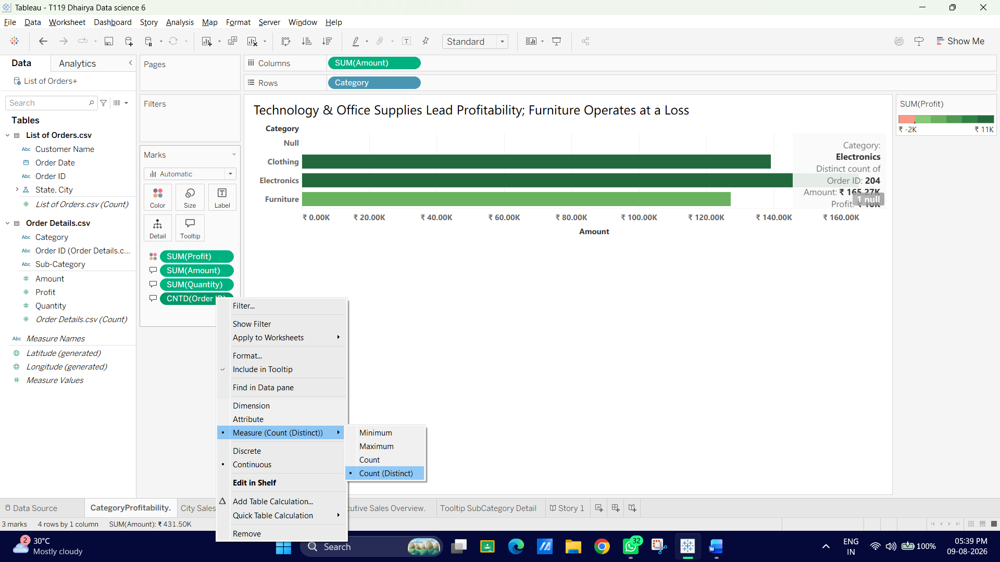 Tableau - T119 Dhairya Data science 6
File Data Worksheet Dashboard Story Analysis Map Format Server Window Help
Standard
Show Me
Data Analytics
List of Orders+
Search
Tables
List of Orders.csv
Abc Customer Name
Order Date
Abc Order ID
State, City
# List of Orders.csv (Count)
Order Details.csv
Abc Category
Abc Order ID (Order Details.c...
Abc Sub-Category
# Amount
# Profit
# Quantity
# Order Details.csv (Count)
Abc Measure Names
Latitude (generated)
Longitude (generated)
# Measure Values
Pages
Filters
Marks
Automatic
Color Size Label
Detail Tooltip
SUM(Profit)
SUM(Amount)
SUM(Quantity)
CNTD(Order ID)
Columns SUM(Amount)
Rows Category
Technology & Office Supplies Lead Profitability; Furniture Operates at a Loss
Category
Null
Clothing
Electronics
Furniture
₹ 0.00K ₹ 20.00K ₹ 40.00K ₹ 60.00K ₹ 80.00K ₹ 100.00K ₹ 120.00K ₹ 140.00K ₹ 160.00K
Amount
Category:
Electronics
Distinct count of
Order ID: 204
Amount: ₹ 165.27K
Profit: ₹ 10K
1 null
SUM(Profit)
₹ -2K ₹ 11K
Filter...
Show Filter
Apply to Worksheets
Format...
Include in Tooltip
Find in Data pane
Dimension
Attribute
Measure (Count (Distinct))
Discrete
Continuous
Edit in Shelf
Add Table Calculation...
Quick Table Calculation
Remove
Minimum
Maximum
Count
Count (Distinct)
Data Source CategoryProfitability. City Sales cutive Sales Overview. Tooltip SubCategory Detail Story 1
3 marks 4 rows by 1 column SUM(Amount): ₹ 431.50K
2
30°C
Mostly cloudy
Search
32
ENG
IN
100%
05:39 PM
09-08-2026